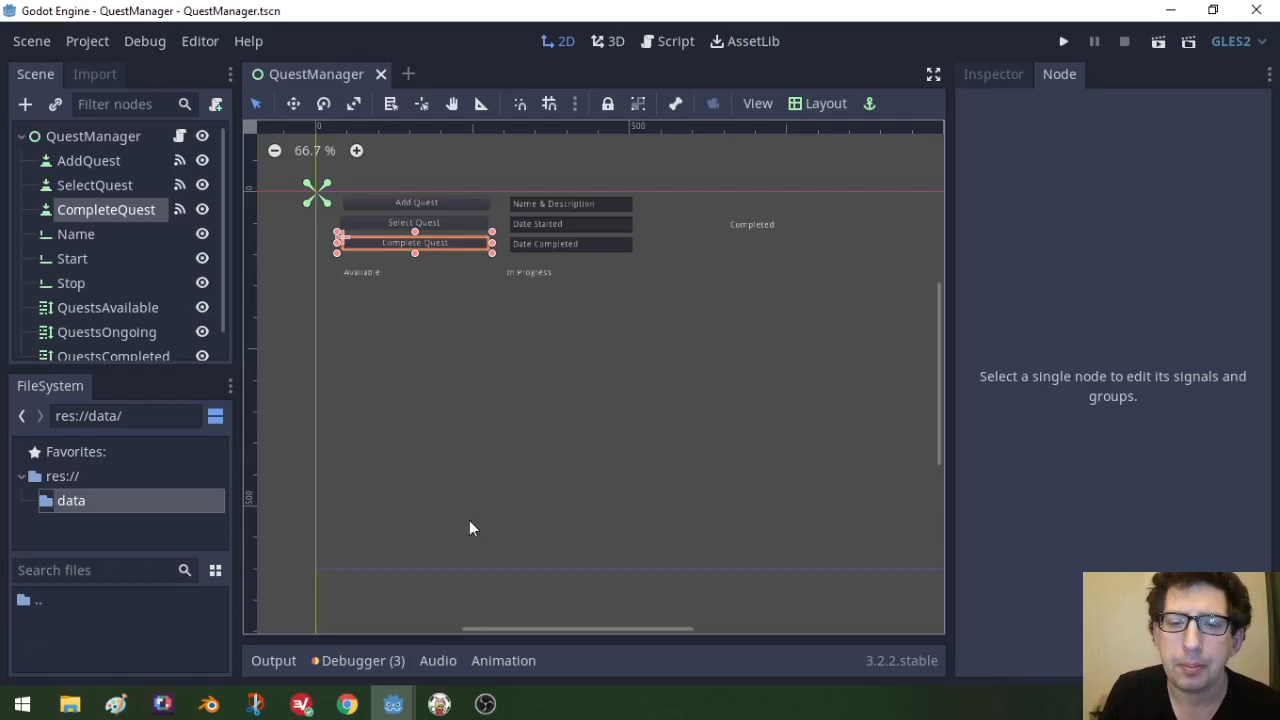 Godot Engine - QuestManager - QuestManager.tscn
Scene Project Debug Editor Help
2D 3D Script AssetLib
GLES2
Scene Import
QuestManager
Inspector Node
Filter nodes
View Layout
QuestManager
AddQuest
SelectQuest
CompleteQuest
Name
Start
Stop
QuestsAvailable
QuestsOngoing
QuestsCompleted
0 500
66.7 %
0
500
Add Quest
Select Quest
Complete Quest
Name & Description
Date Started
Date Completed
Completed
Available
In Progress
Select a single node to edit its signals and
groups.
FileSystem
res://data/
Favorites:
res://
data
Search files
..
Output Debugger (3) Audio Animation
3.2.2.stable